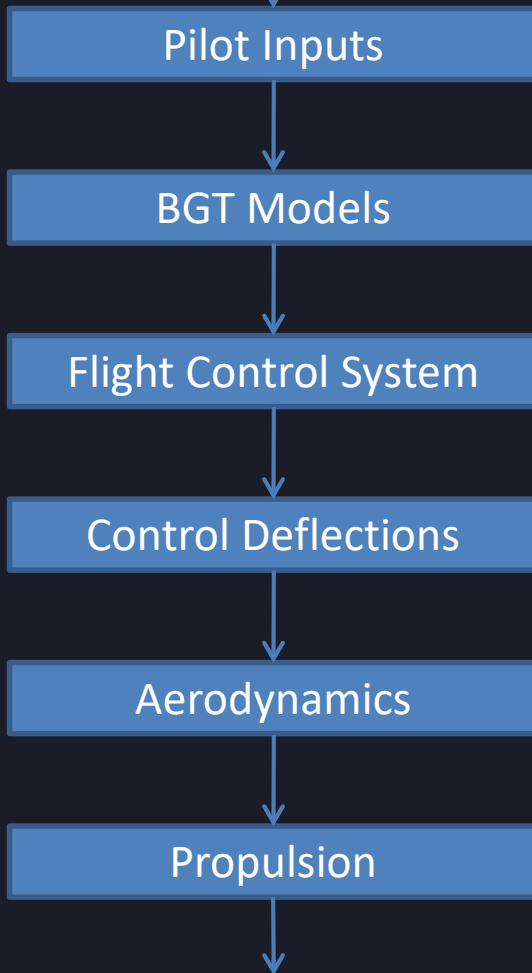 Pilot Inputs
BGT Models
Flight Control System
Control Deflections
Aerodynamics
Propulsion